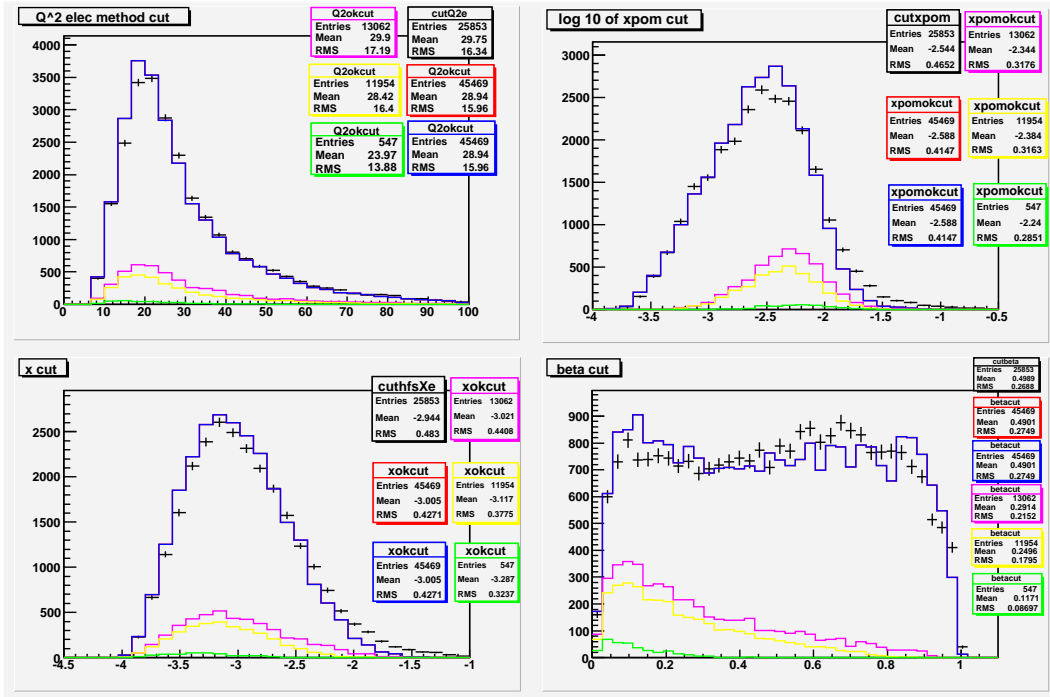 Q^2 elec method cut
Q2okcut
Entries 13062
Mean 29.9
RMS 17.19
cutQ2e
Entries 25853
Mean 29.75
RMS 16.34
Q2okcut
Entries 11954
Mean 28.42
RMS 16.4
Q2okcut
Entries 45469
Mean 28.94
RMS 15.96
Q2okcut
Entries 547
Mean 23.97
RMS 13.88
Q2okcut
Entries 45469
Mean 28.94
RMS 15.96
4000
3500
3000
2500
2000
1500
1000
500
0
0 10 20 30 40 50 60 70 80 90 100
log 10 of xpom cut
cutxpom
Entries 25853
Mean -2.544
RMS 0.4652
xpomokcut
Entries 13062
Mean -2.344
RMS 0.3176
xpomokcut
Entries 45469
Mean -2.588
RMS 0.4147
xpomokcut
Entries 11954
Mean -2.384
RMS 0.3163
xpomokcut
Entries 45469
Mean -2.588
RMS 0.4147
xpomokcut
Entries 547
Mean -2.24
RMS 0.2851
3000
2500
2000
1500
1000
500
0
-4 -3.5 -3 -2.5 -2 -1.5 -1 -0.5
x cut
cuthfsXe
Entries 25853
Mean -2.944
RMS 0.483
xokcut
Entries 13062
Mean -3.021
RMS 0.4408
xokcut
Entries 45469
Mean -3.005
RMS 0.4271
xokcut
Entries 11954
Mean -3.117
RMS 0.3775
xokcut
Entries 45469
Mean -3.005
RMS 0.4271
xokcut
Entries 547
Mean -3.287
RMS 0.3237
2500
2000
1500
1000
500
0
-4.5 -4 -3.5 -3 -2.5 -2 -1.5 -1
beta cut
cutbeta
Entries 25853
Mean 0.4989
RMS 0.2688
betacut
Entries 45469
Mean 0.4901
RMS 0.2749
betacut
Entries 45469
Mean 0.4901
RMS 0.2749
betacut
Entries 13062
Mean 0.2914
RMS 0.2152
betacut
Entries 11954
Mean 0.2496
RMS 0.1795
betacut
Entries 547
Mean 0.1171
RMS 0.08697
900
800
700
600
500
400
300
200
100
0
0 0.2 0.4 0.6 0.8 1